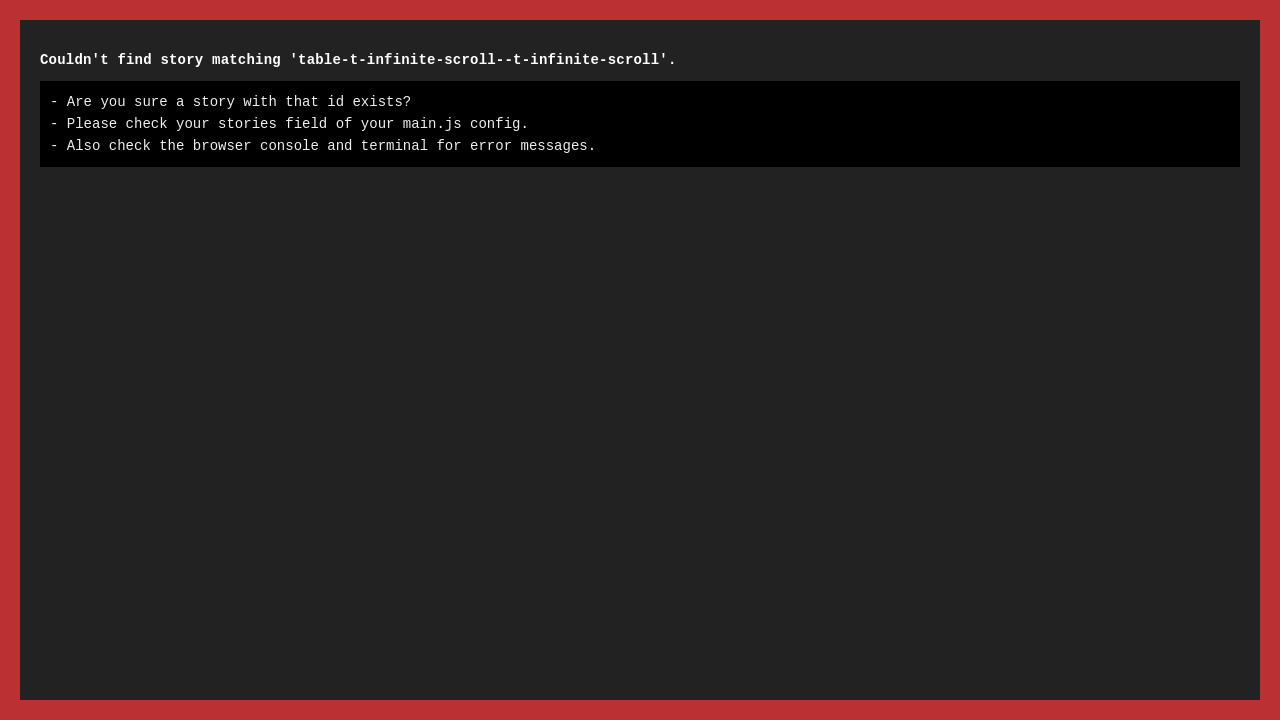 Couldn't find story matching 'table-t-infinite-scroll--t-infinite-scroll'.
- Are you sure a story with that id exists?
- Please check your stories field of your main.js config.
- Also check the browser console and terminal for error messages.